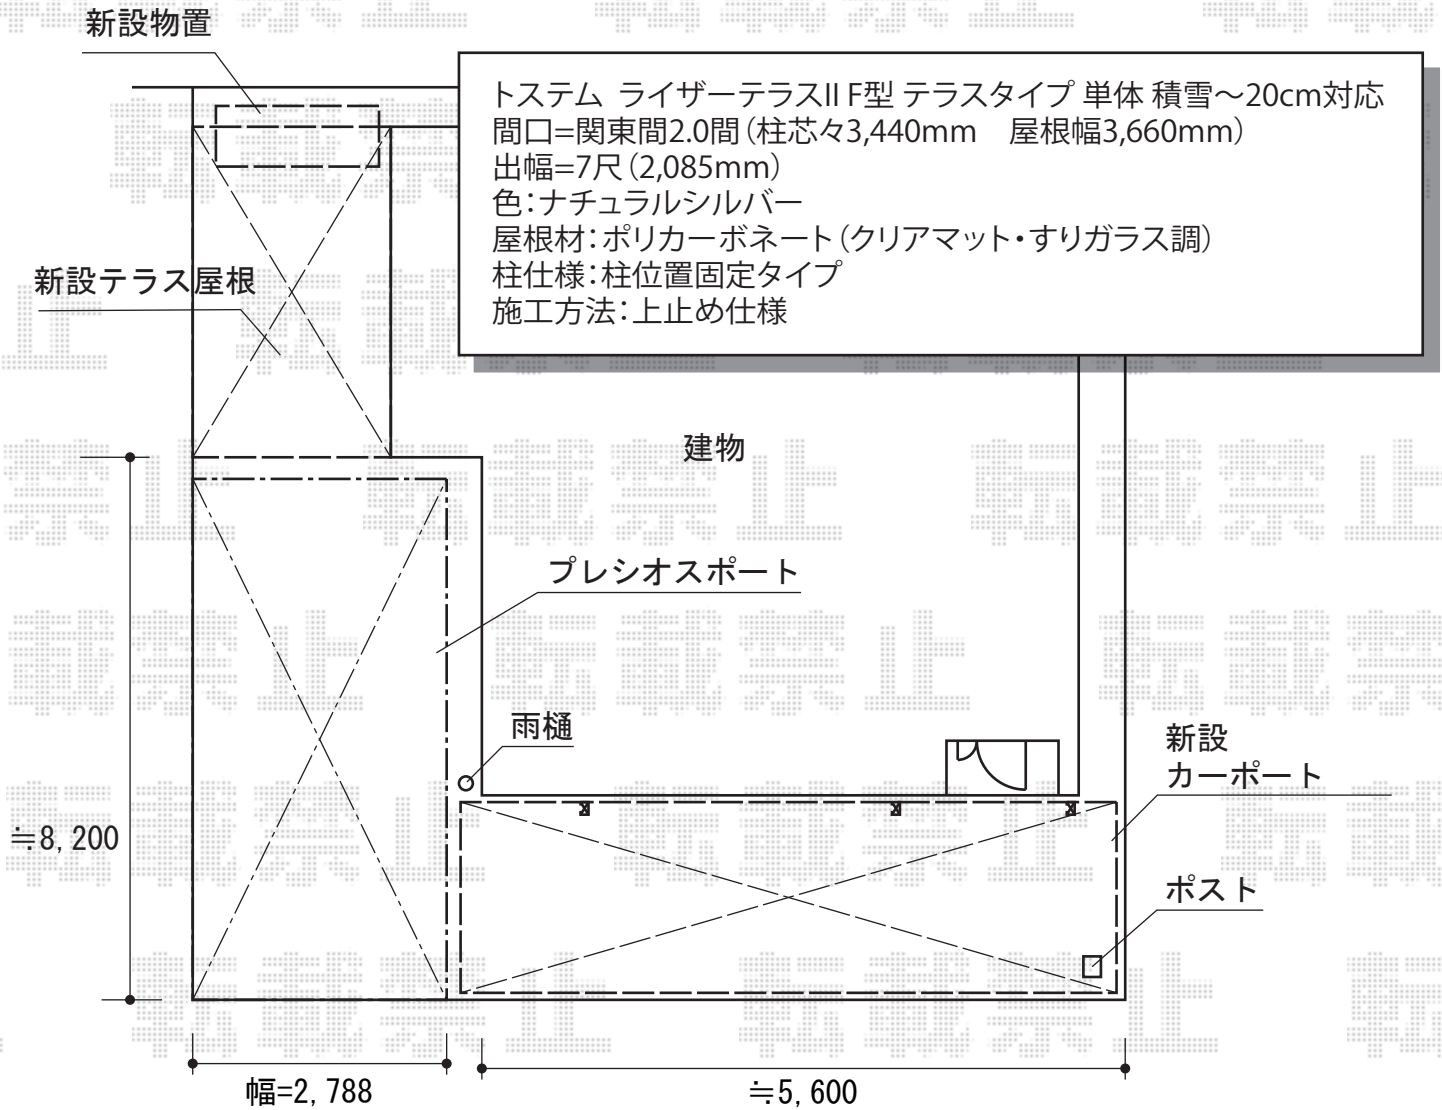 新設物置
トステム ライザーテラスII F型 テラスタイプ 単体 積雪～20cm対応
間口=関東間2.0間（柱芯々3,440mm　屋根幅3,660mm）
出幅=7尺（2,085mm）
色：ナチュラルシルバー
屋根材：ポリカーボネート（クリアマット・すりガラス調）
柱仕様：柱位置固定タイプ
施工方法：上止め仕様
新設テラス屋根
建物
プレシオスポート
雨樋
新設
カーポート
≒8,200
ポスト
幅=2,788
≒5,600
転載禁止